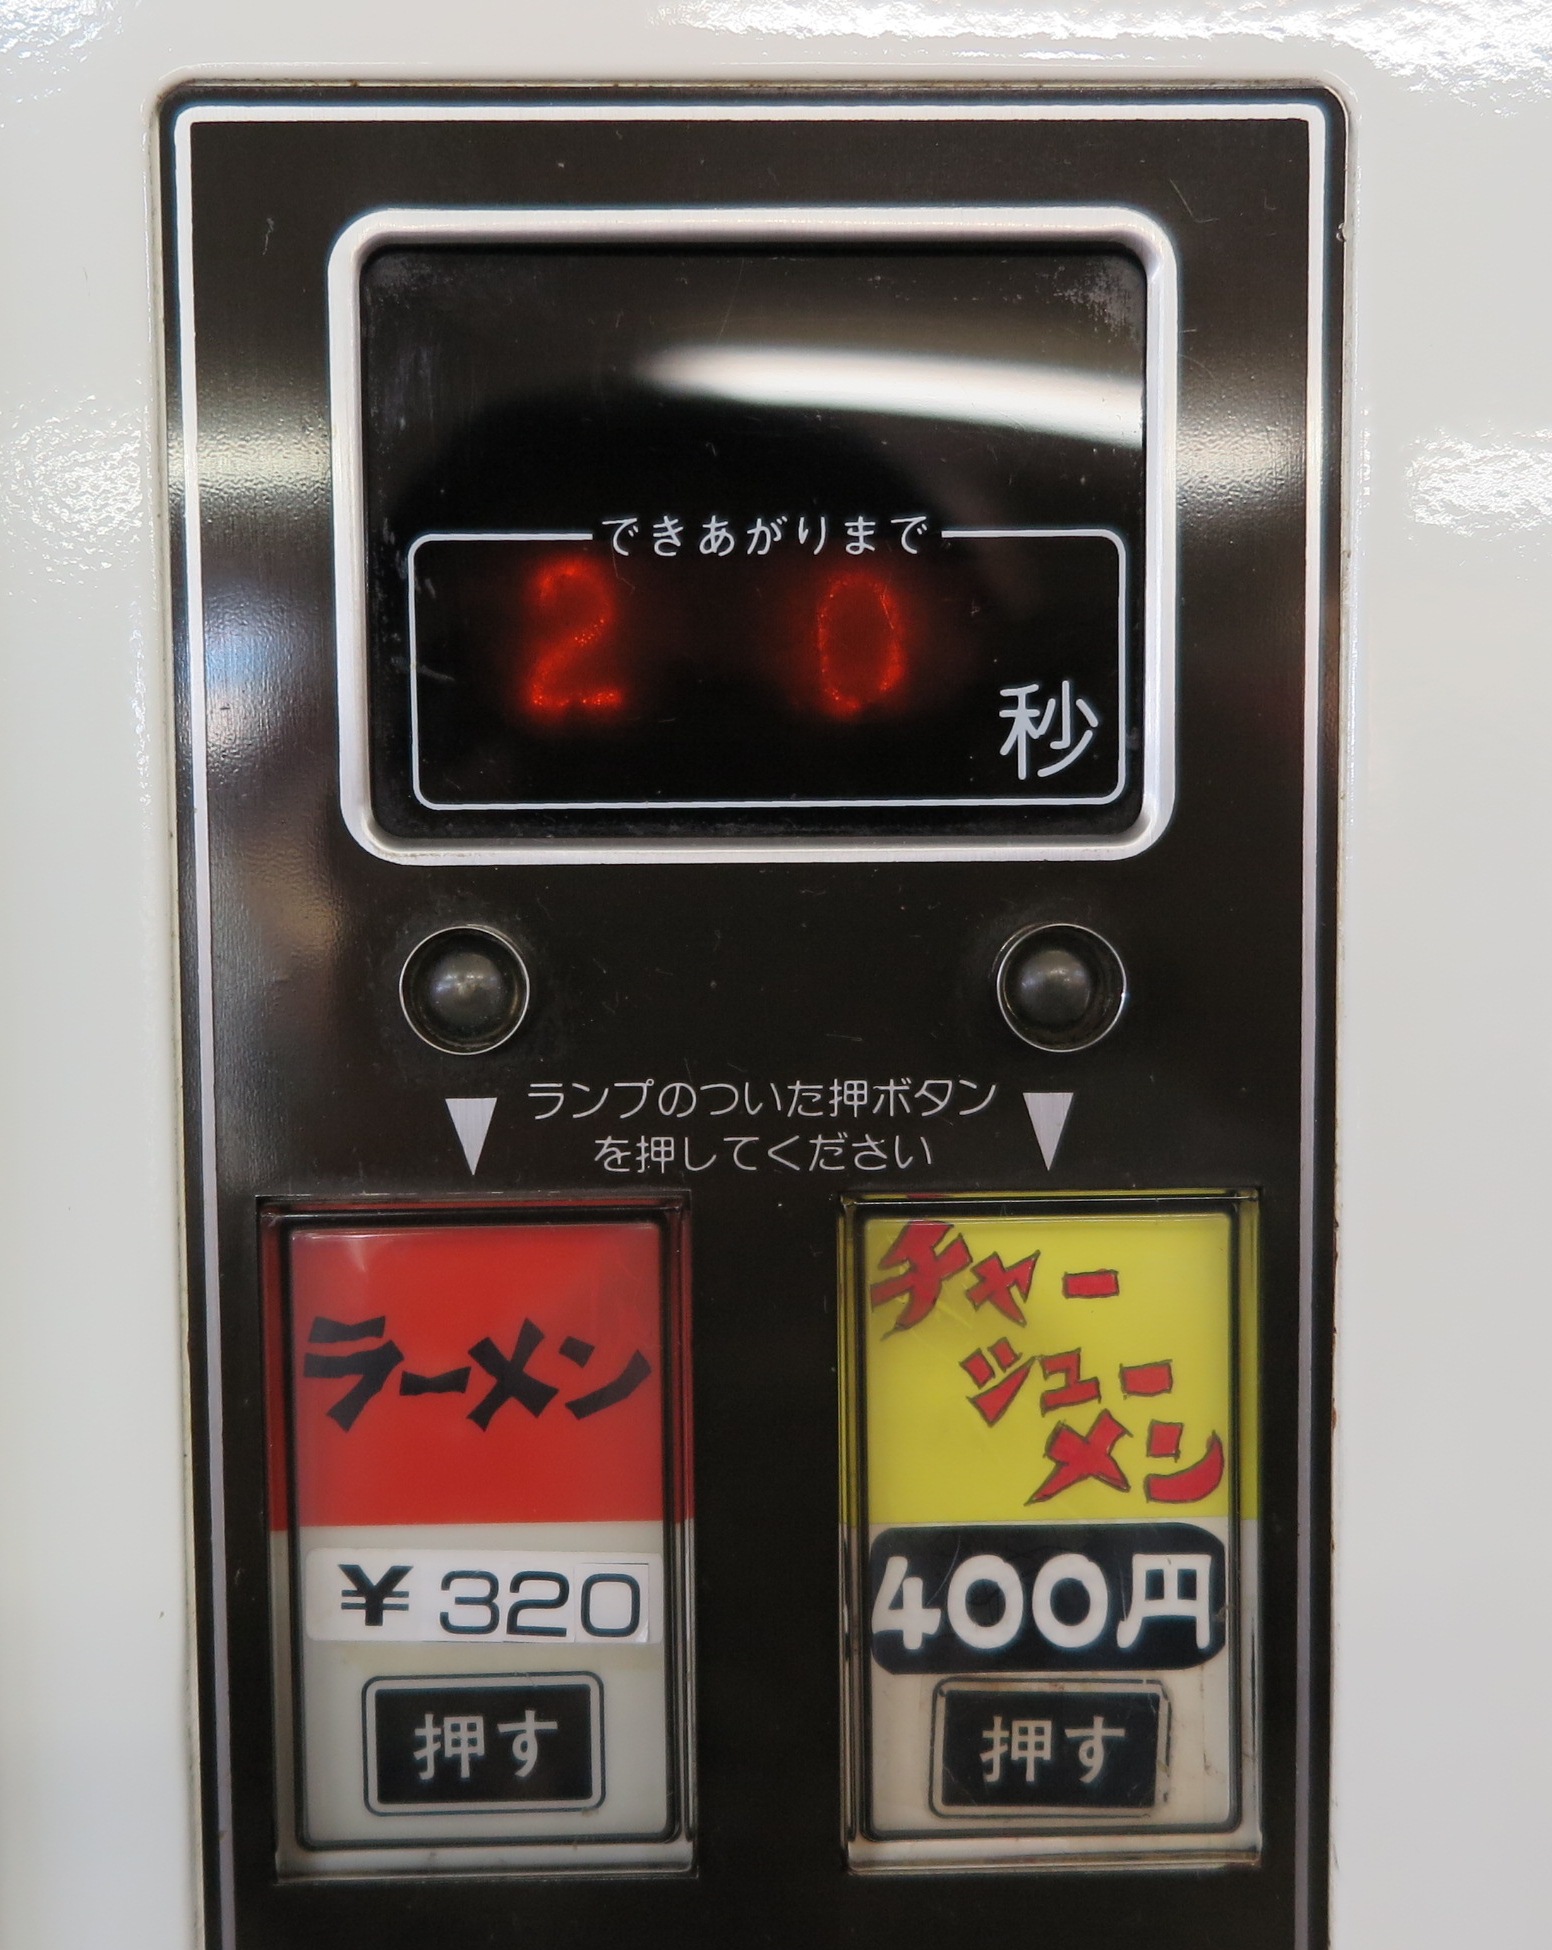 できあがりまで
2 0
秒
ランプのついた押ボタン
を押してください
ラーメン
¥320
押す
チャー
シュー
メン
400円
押す